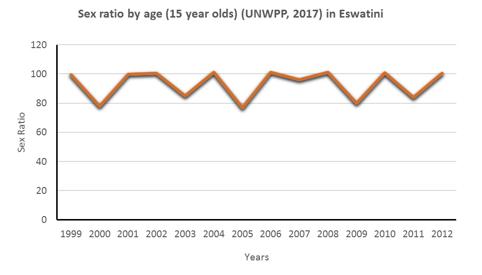 Sex ratio by age (15 year olds) (UNWPP, 2017) in Eswatini
120
100
80
60
40
20
0
Sex Ratio
1999 2000 2001 2002 2003 2004 2005 2006 2007 2008 2009 2010 2011 2012
Years